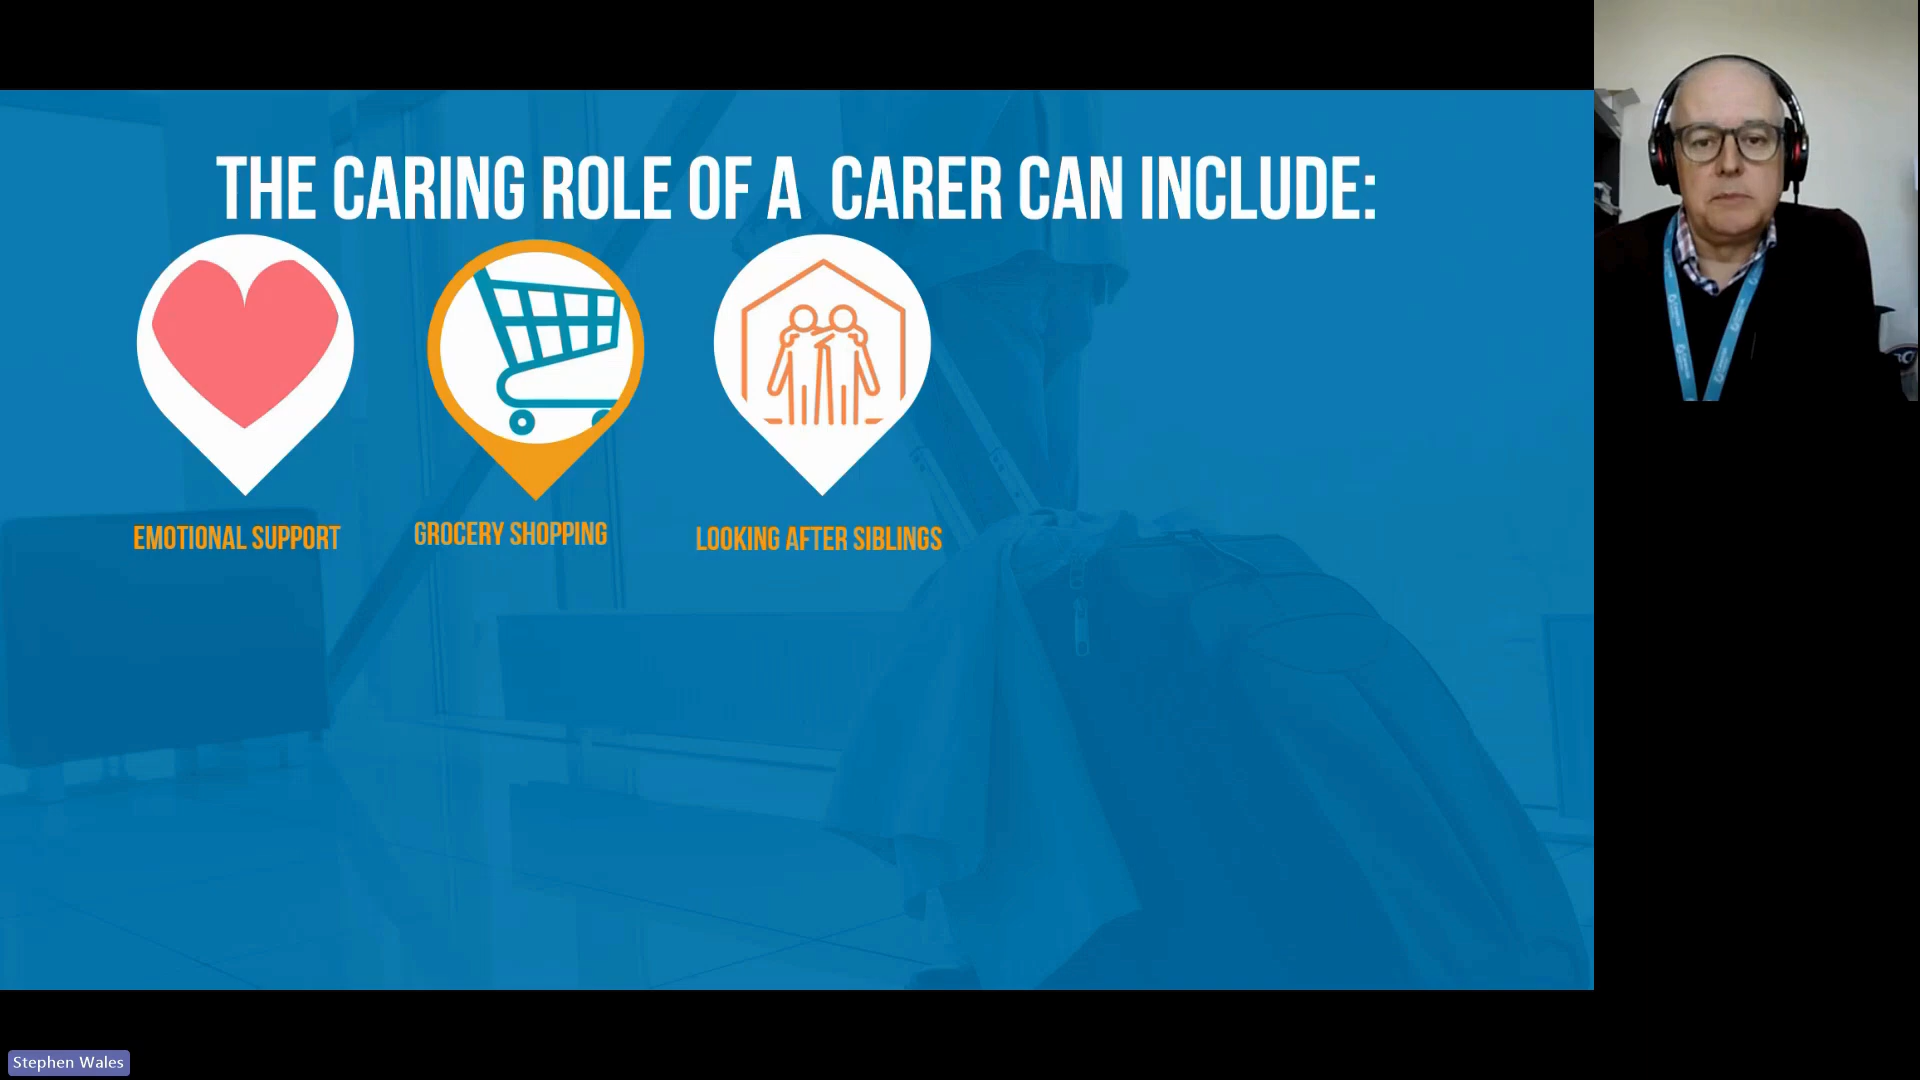 THE CARING ROLE OF A CARER CAN INCLUDE:
EMOTIONAL SUPPORT
GROCERY SHOPPING
LOOKING AFTER SIBLINGS
Stephen Wales